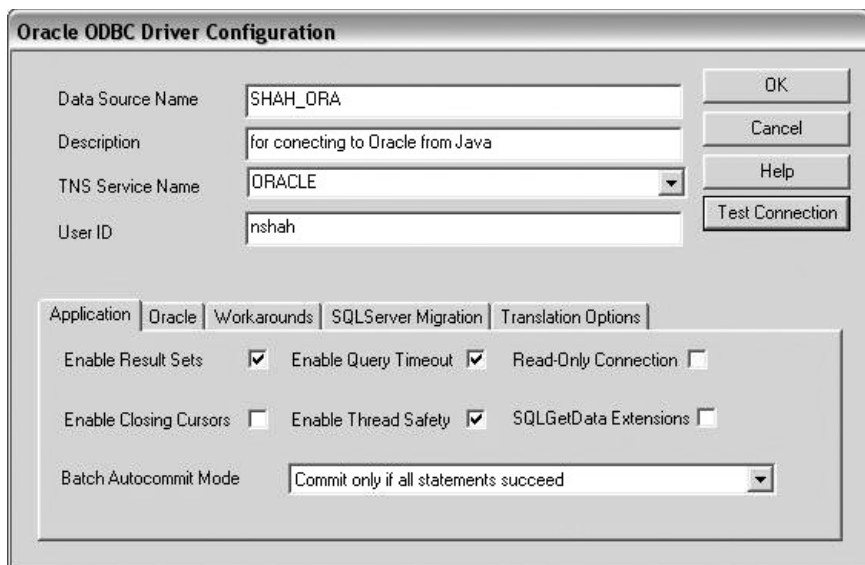 Oracle ODBC Driver Configuration
Data Source Name SHAH_ORA OK
Description for conecting to Oracle from Java Cancel
TNS Service Name ORACLE Help
User ID nshah Test Connection
Application Oracle Workarounds SQLServer Migration Translation Options
Enable Result Sets Enable Query Timeout Read-Only Connection
Enable Closing Cursors Enable Thread Safety SQLGetData Extensions
Batch Autocommit Mode Commit only if all statements succeed